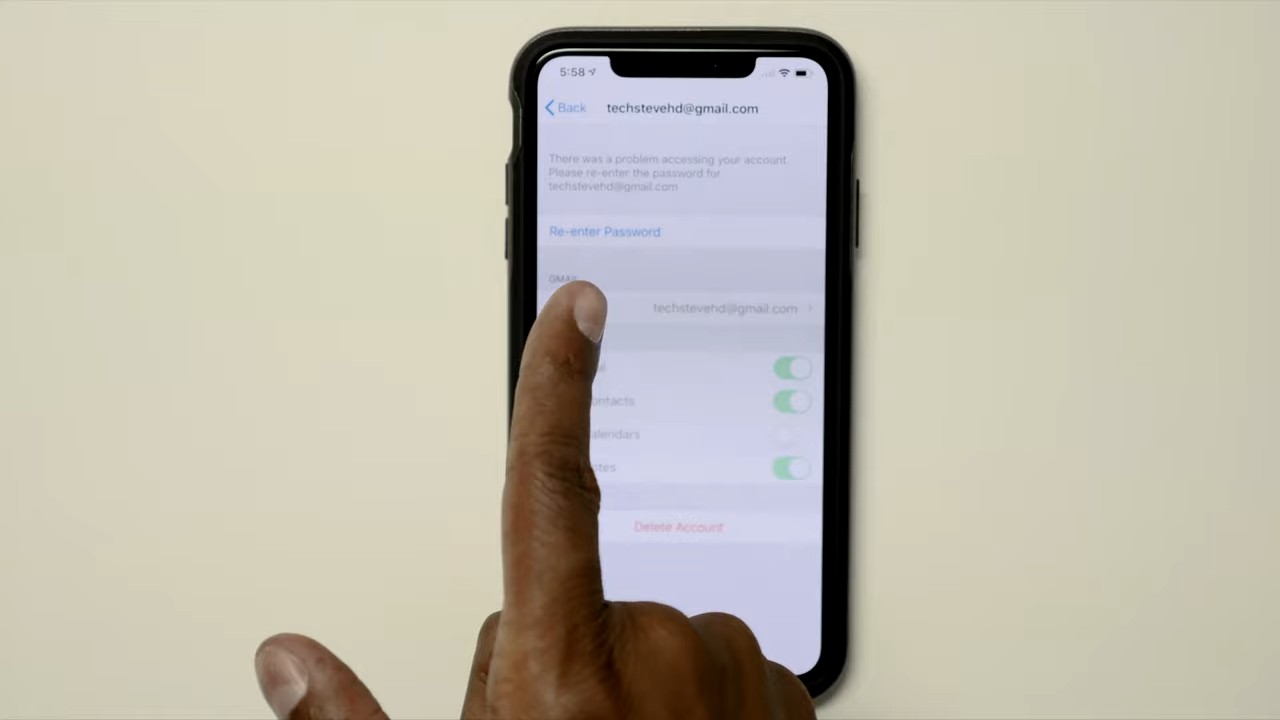 5:58
Back techstevehd@gmail.com
There was a problem accessing your account.
Please re-enter the password for
techstevehd@gmail.com
Re-enter Password
GMAIL
techstevehd@gmail.com
Delete Account